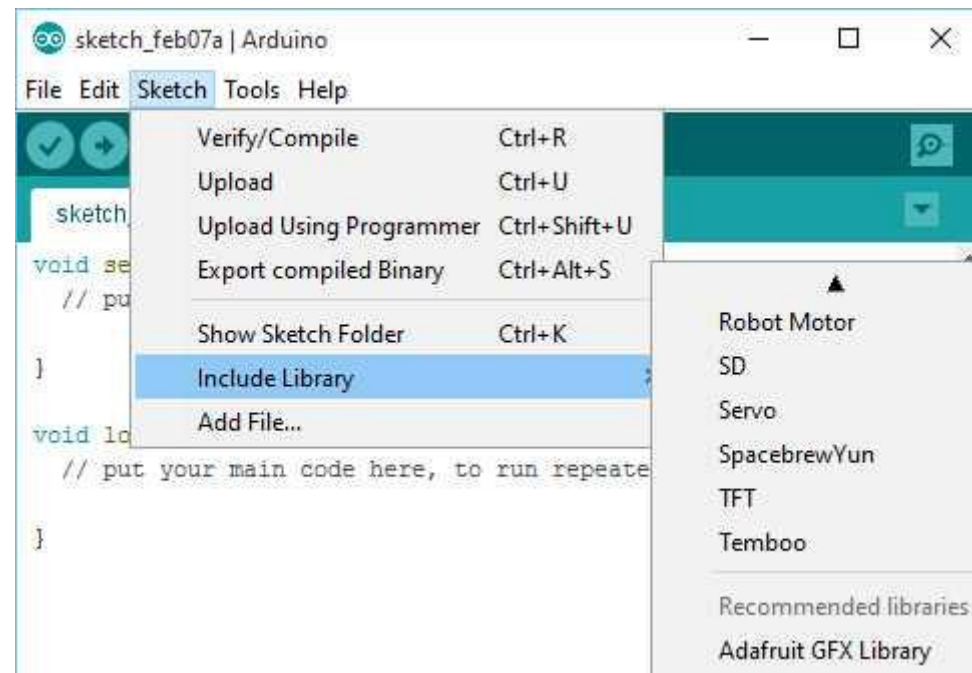 sketch_feb07a | Arduino
File Edit Sketch Tools Help
Verify/Compile Ctrl+R
Upload Ctrl+U
Upload Using Programmer Ctrl+Shift+U
Export compiled Binary Ctrl+Alt+S
Show Sketch Folder Ctrl+K
Include Library
Add File...
sketch_
void se
// pu
}
void lo
// put your main code here, to run repeate
}
Robot Motor
SD
Servo
SpacebrewYun
TFT
Temboo
Recommended libraries
Adafruit GFX Library